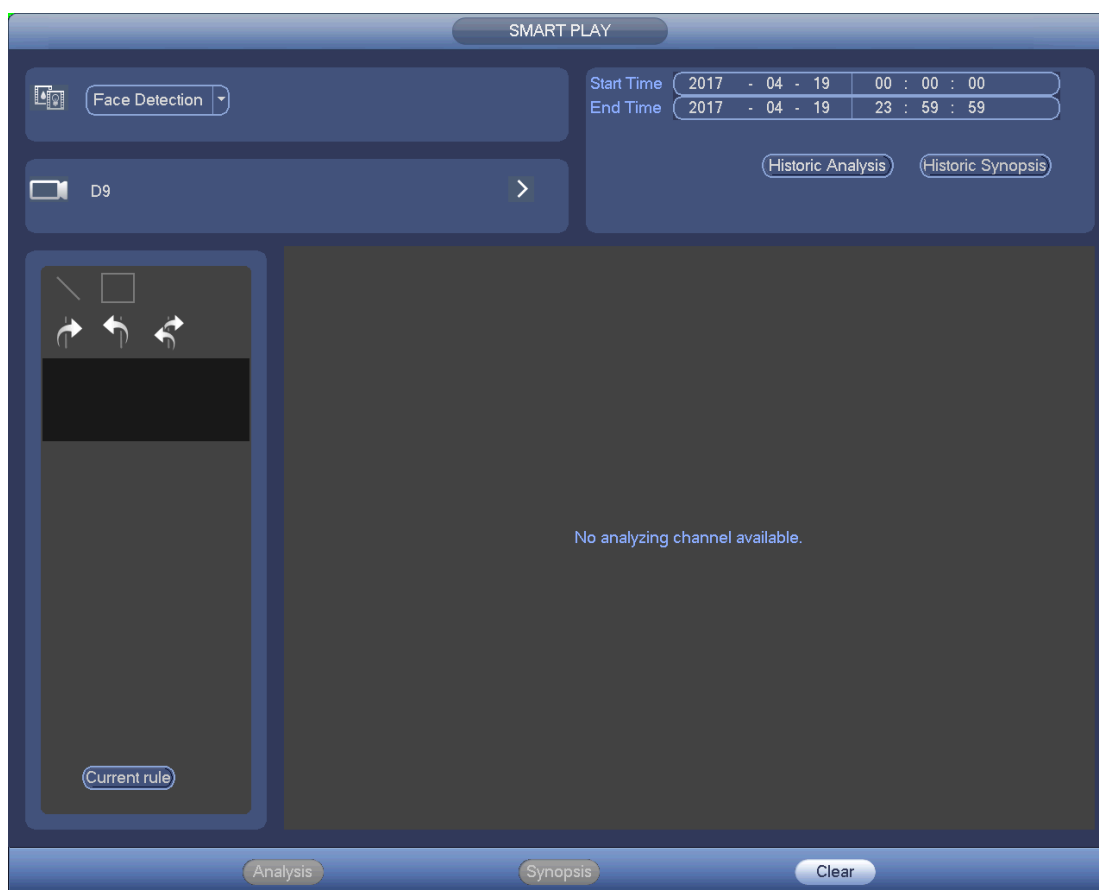 SMART PLAY
Face Detection
Start Time 2017 - 04 - 19 00 : 00 : 00
End Time 2017 - 04 - 19 23 : 59 : 59
Historic Analysis Historic Synopsis
D9
No analyzing channel available.
Current rule
Analysis Synopsis Clear